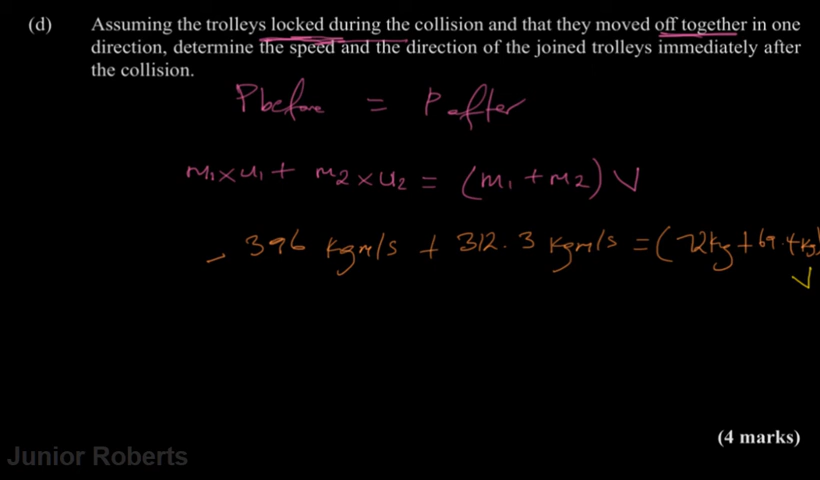 (d) Assuming the trolleys locked during the collision and that they moved off together in one
direction, determine the speed and the direction of the joined trolleys immediately after
the collision.
Pbefore = Pafter
m1 x u1 + m2 x u2 = (m1 + m2) V
- 396 kgm/s + 312.3 kgm/s = (72kg + 69.4kg)
V
(4 marks)
Junior Roberts